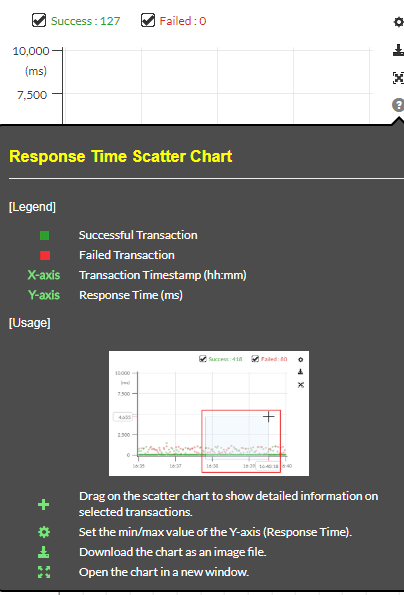 Success : 127 Failed : 0
10,000
(ms)
7,500
Response Time Scatter Chart
[Legend]
Successful Transaction
Failed Transaction
X-axis Transaction Timestamp (hh:mm)
Y-axis Response Time (ms)
[Usage]
Success : 418 Failed : 80
10,000
(ms)
7,500
4,635
2,500
0
16:35 16:37 16:38 16:39 16:40:18 16:40
Drag on the scatter chart to show detailed information on
selected transactions.
Set the min/max value of the Y-axis (Response Time).
Download the chart as an image file.
Open the chart in a new window.